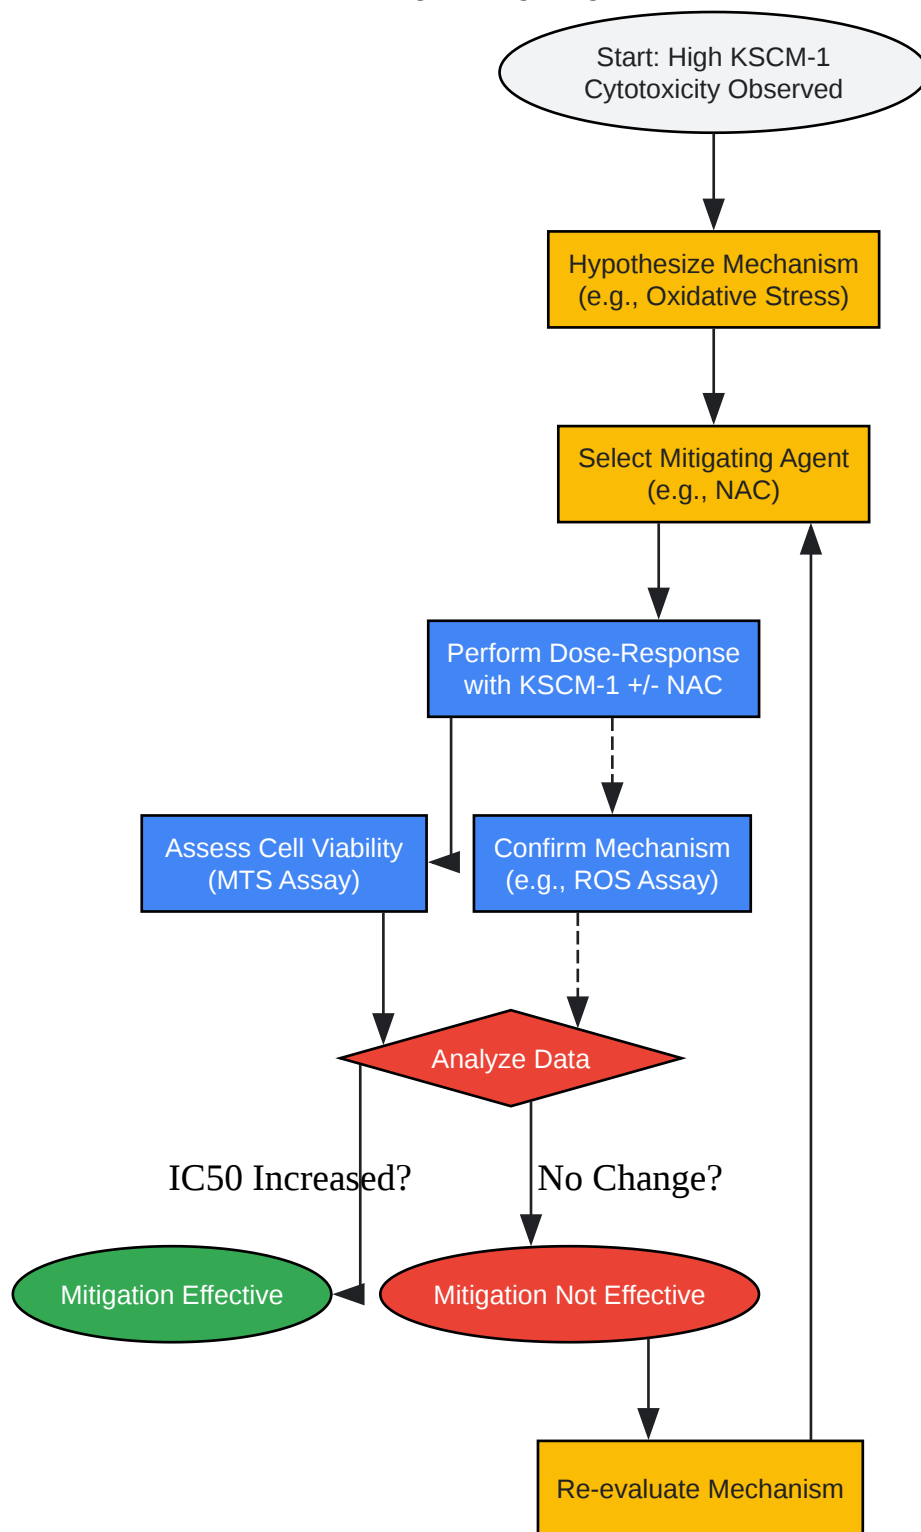 Start: High KSCM-1
Cytotoxicity Observed
Hypothesize Mechanism
(e.g., Oxidative Stress)
Select Mitigating Agent
(e.g., NAC)
Perform Dose-Response
with KSCM-1 +/- NAC
Assess Cell Viability
(MTS Assay)
Confirm Mechanism
(e.g., ROS Assay)
Analyze Data
IC50 Increased?
No Change?
Mitigation Effective
Mitigation Not Effective
Re-evaluate Mechanism